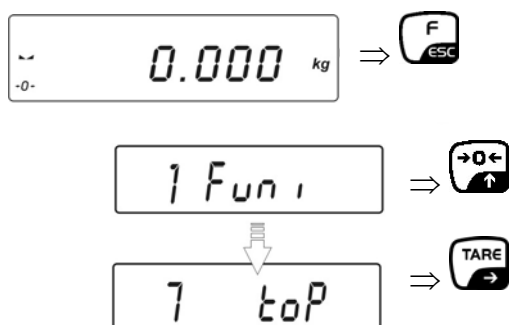 0.000 kg ⇒ F ESC
-0-
1 Funi ⇒ →0← ↑
7 toP ⇒ TARE →